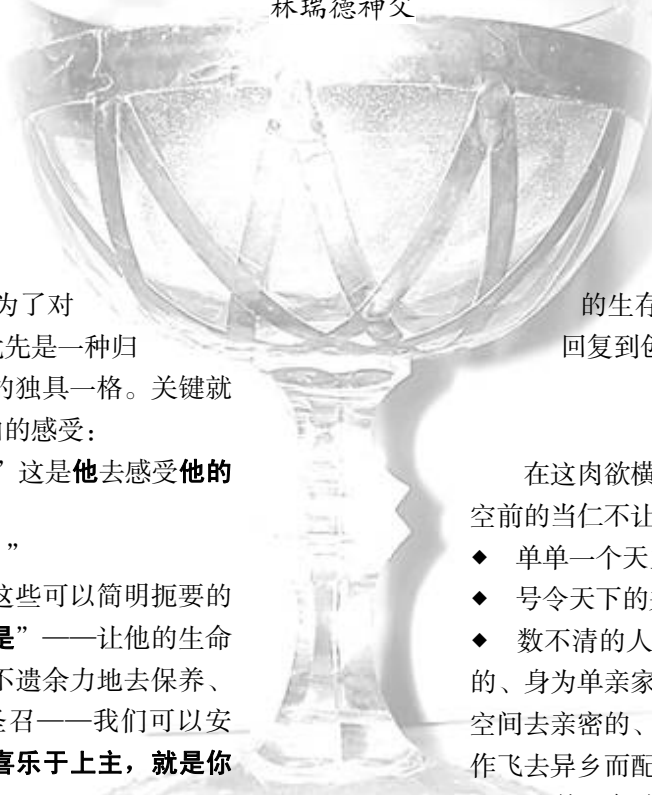 林瑞德神父
为了对
先是一种归
的独具一格。关键就
的感受：
”这是他去感受他的
”
这些可以简明扼要的
是”——让他的生命
不遗余力地去保养、
圣召——我们可以安
喜乐于上主，就是你
的生存
回复到创
在这肉欲横
空前的当仁不让
◆ 单单一个天
◆ 号令天下的
◆ 数不清的人
的、身为单亲家
空间去亲密的、
作飞去异乡而配